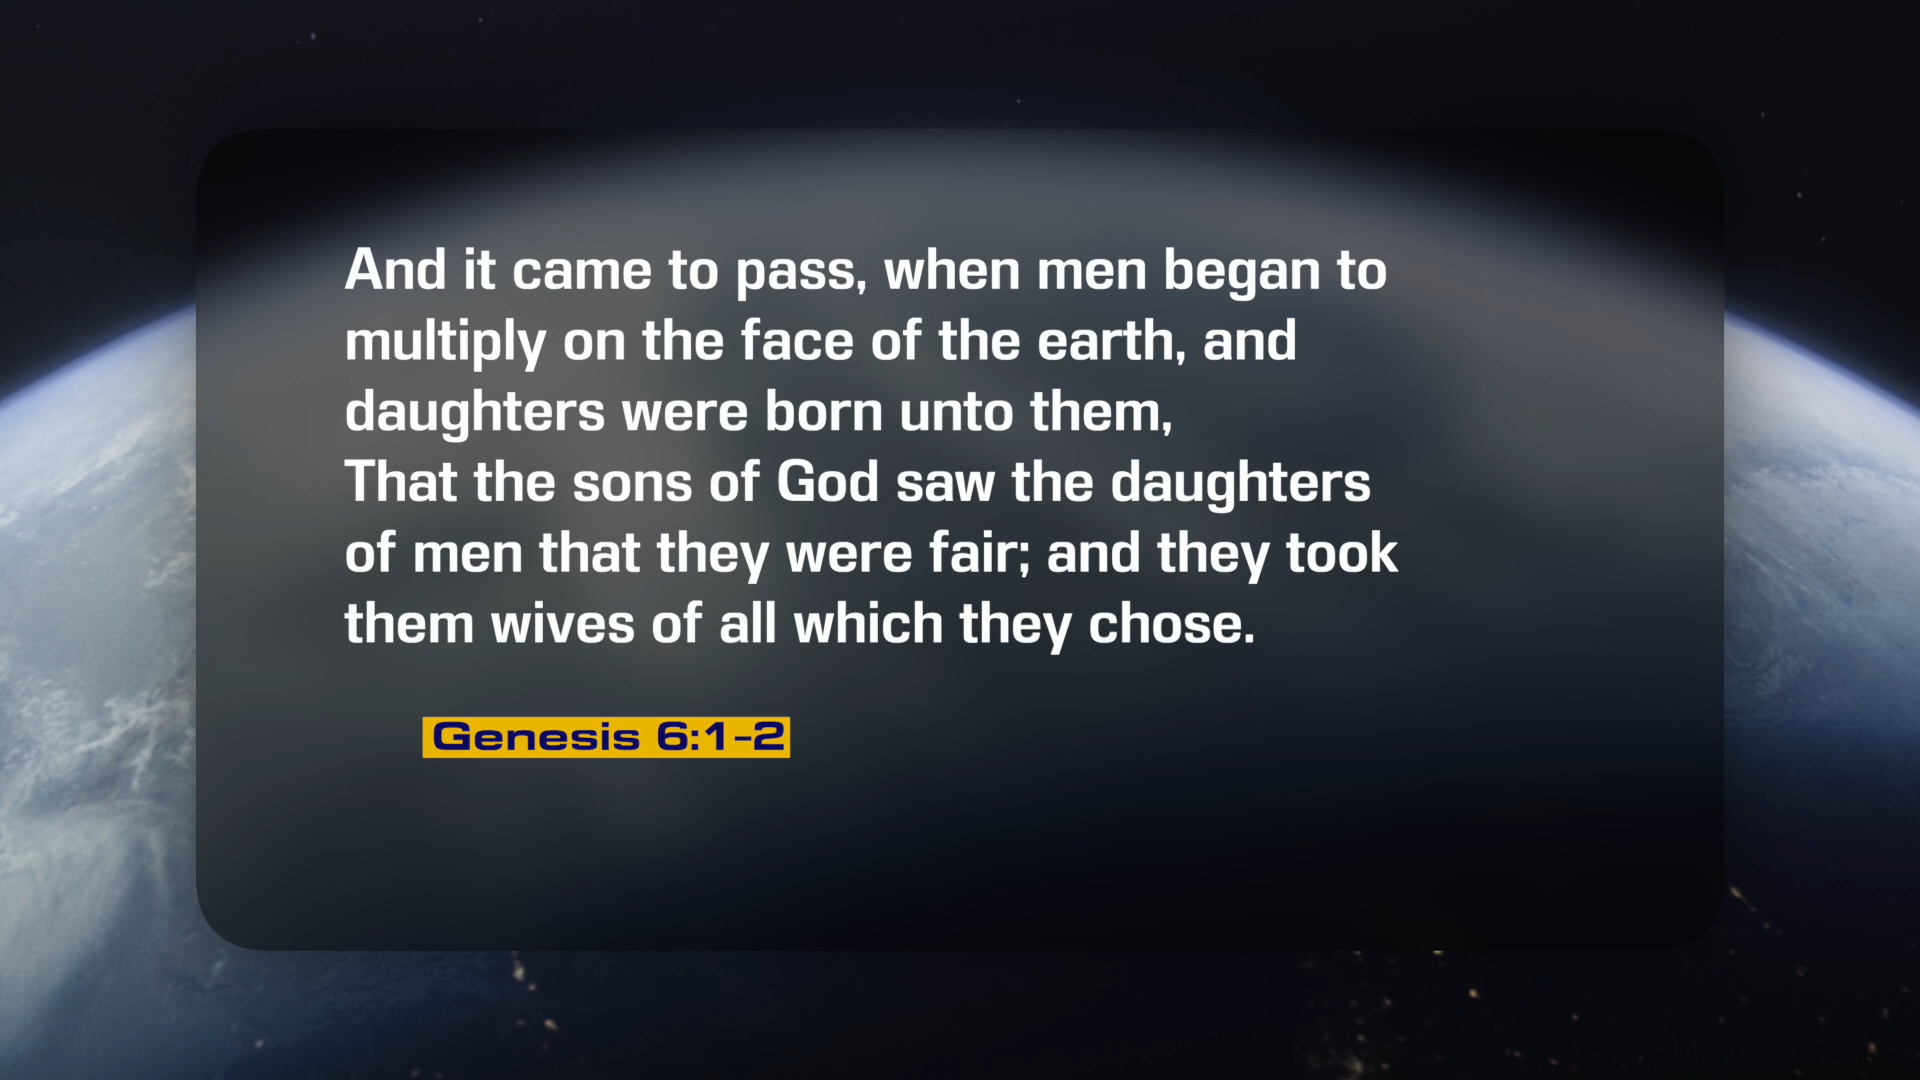 And it came to pass, when men began to
multiply on the face of the earth, and
daughters were born unto them,
That the sons of God saw the daughters
of men that they were fair; and they took
them wives of all which they chose.
Genesis 6:1-2